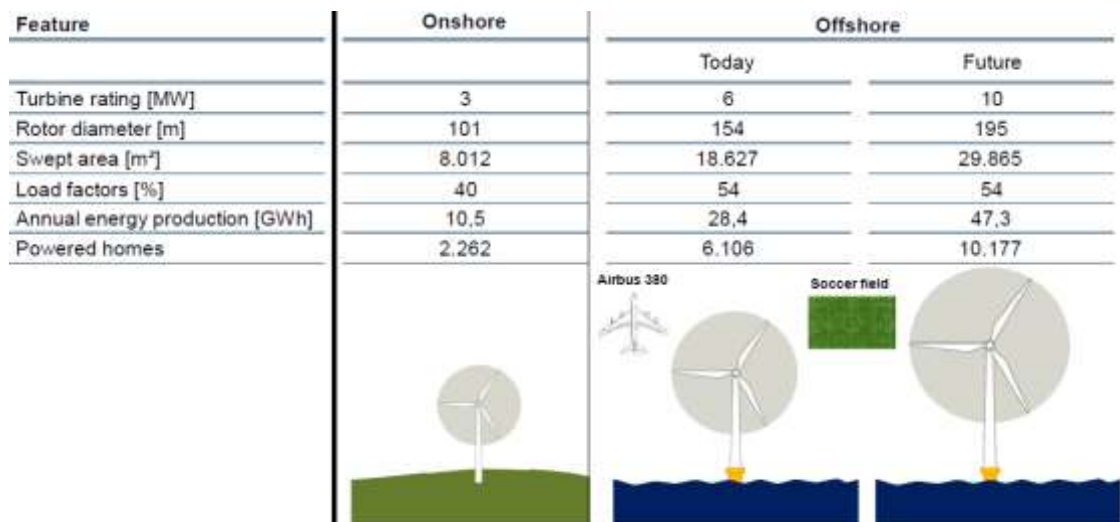 Feature Onshore Offshore
Today Future
Turbine rating [MW] 3 6 10
Rotor diameter [m] 101 154 195
Swept area [m²] 8.012 18.627 29.865
Load factors [%] 40 54 54
Annual energy production [GWh] 10,5 28,4 47,3
Powered homes 2.262 6.106 10.177
Airbus 380 Soccer field